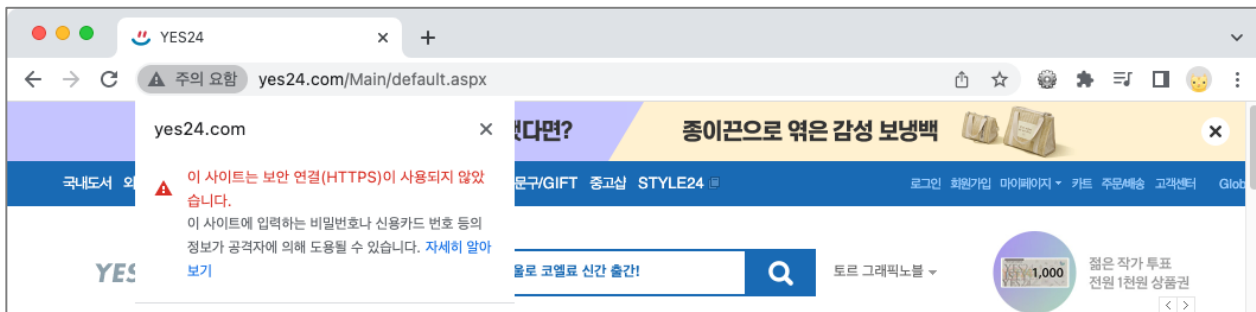 YES24
주의 요함
yes24.com/Main/default.aspx
yes24.com
이 사이트는 보안 연결(HTTPS)이 사용되지 않았
습니다.
이 사이트에 입력하는 비밀번호나 신용카드 번호 등의
정보가 공격자에 의해 도용될 수 있습니다. 자세히 알아
보기
다면?
종이끈으로 엮은 감성 보냉백
국내도서
문구/GIFT 중고샵 STYLE24
로그인 회원가입 마이페이지 카트 주문/배송 고객센터 Glob
YES
올로 코엘료 신간 출간!
토르 그래픽노블
1,000
젊은 작가 투표
전원 1천원 상품권